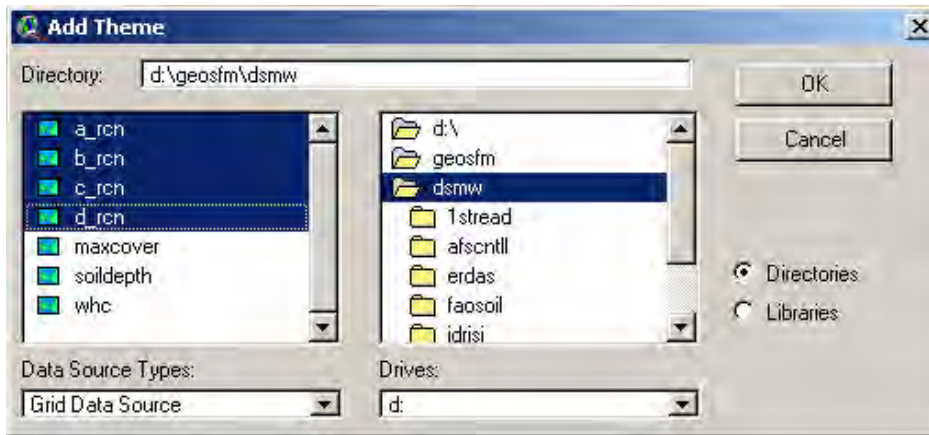 Add Theme
Directory: d:\geosfm\dsmw
OK
Cancel
a_rcn
b_rcn
c_rcn
d_rcn
maxcover
soildepth
whc
d:\
geosfm
dsmw
1stread
afscntll
erdas
faosoil
idrisi
Directories
Libraries
Data Source Types:
Grid Data Source
Drives:
d: